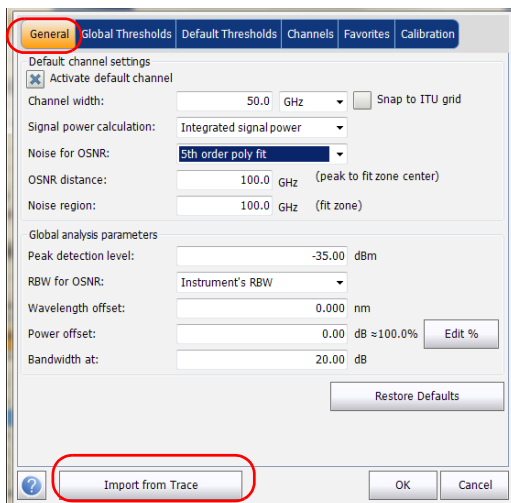 General Global Thresholds Default Thresholds Channels Favorites Calibration
Default channel settings
Activate default channel
Channel width: 50.0 GHz Snap to ITU grid
Signal power calculation: Integrated signal power
Noise for OSNR: 5th order poly fit
OSNR distance: 100.0 GHz (peak to fit zone center)
Noise region: 100.0 GHz (fit zone)
Global analysis parameters
Peak detection level: -35.00 dBm
RBW for OSNR: Instrument's RBW
Wavelength offset: 0.000 nm
Power offset: 0.00 dB ≈100.0% Edit %
Bandwidth at: 20.00 dB
Restore Defaults
? Import from Trace OK Cancel